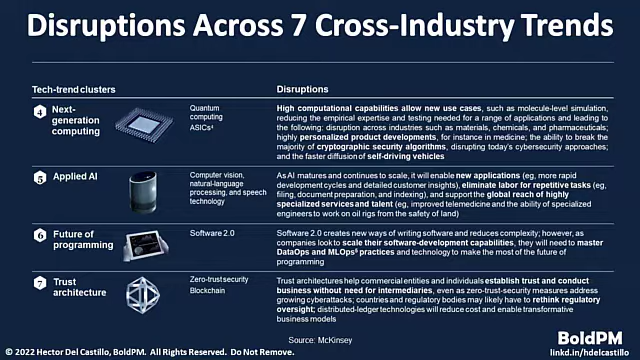 Disruptions Across 7 Cross-Industry Trends
Tech-trend clusters
Disruptions
4
Next-
generation
computing
Quantum
computing
ASICs⁴
High computational capabilities allow new use cases, such as molecule-level simulation,
reducing the empirical expertise and testing needed for a range of applications and leading to
the following: disruption across industries such as materials, chemicals, and pharmaceuticals;
highly personalized product developments, for instance in medicine; the ability to break the
majority of cryptographic security algorithms, disrupting today's cybersecurity approaches;
and the faster diffusion of self-driving vehicles
5
Applied AI
Computer vision,
natural-language
processing, and speech
technology
As AI matures and continues to scale, it will enable new applications (eg, more rapid
development cycles and detailed customer insights), eliminate labor for repetitive tasks (eg,
filing, document preparation, and indexing), and support the global reach of highly
specialized services and talent (eg, improved telemedicine and the ability of specialized
engineers to work on oil rigs from the safety of land)
6
Future of
programming
Software 2.0
Software 2.0 creates new ways of writing software and reduces complexity; however, as
companies look to scale their software-development capabilities, they will need to master
DataOps and MLOps⁵ practices and technology to make the most of the future of
programming
7
Trust
architecture
Zero-trust security
Blockchain
Trust architectures help commercial entities and individuals establish trust and conduct
business without need for intermediaries, even as zero-trust-security measures address
growing cyberattacks; countries and regulatory bodies may likely have to rethink regulatory
oversight; distributed-ledger technologies will reduce cost and enable transformative
business models
Source: McKinsey
BoldPM
© 2022 Hector Del Castillo, BoldPM. All Rights Reserved. Do Not Remove.
linkd.in/hdelcastillo